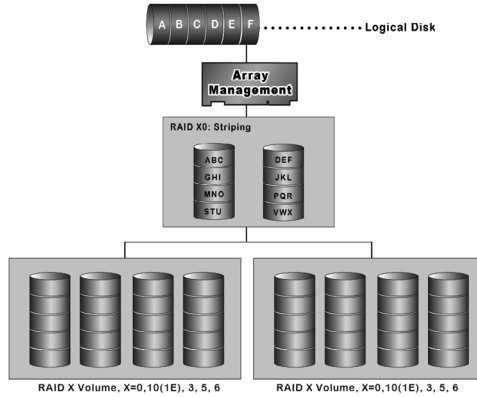 A B C D E F
Logical Disk
Array
Management
RAID X0: Striping
ABC DEF
GHI JKL
MNO PQR
STU VWX
RAID X Volume, X=0,10(1E), 3, 5, 6
RAID X Volume, X=0,10(1E), 3, 5, 6